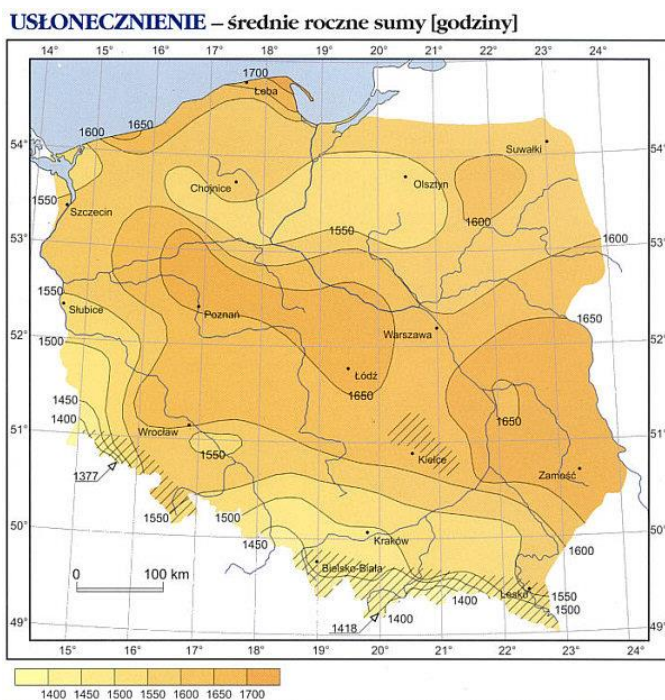 USŁONECZNIENIE – średnie roczne sumy [godziny]
14° 15° 16° 17° 18° 19° 20° 21° 22° 23° 24°
1700
Łeba
1650
1600
54° 54°
Suwałki
Chojnice
Olsztyn
1550
Szczecin
1600
1550
53° 53°
1600
1550
Słubice
Poznań
1650
Warszawa
52° 52°
1500
Łódź
1650
1450
1400
1650
Wrocław
51° 51°
1550
Kielce
1377
Zamość
1550
1500
50° 50°
Kraków
1450
1600
Bielsko-Biała
0 100 km
Lesko
1550
1400
1500
1418
1400
49° 49°
15° 16° 17° 18° 19° 20° 21° 22° 23° 24°
1400 1450 1500 1550 1600 1650 1700